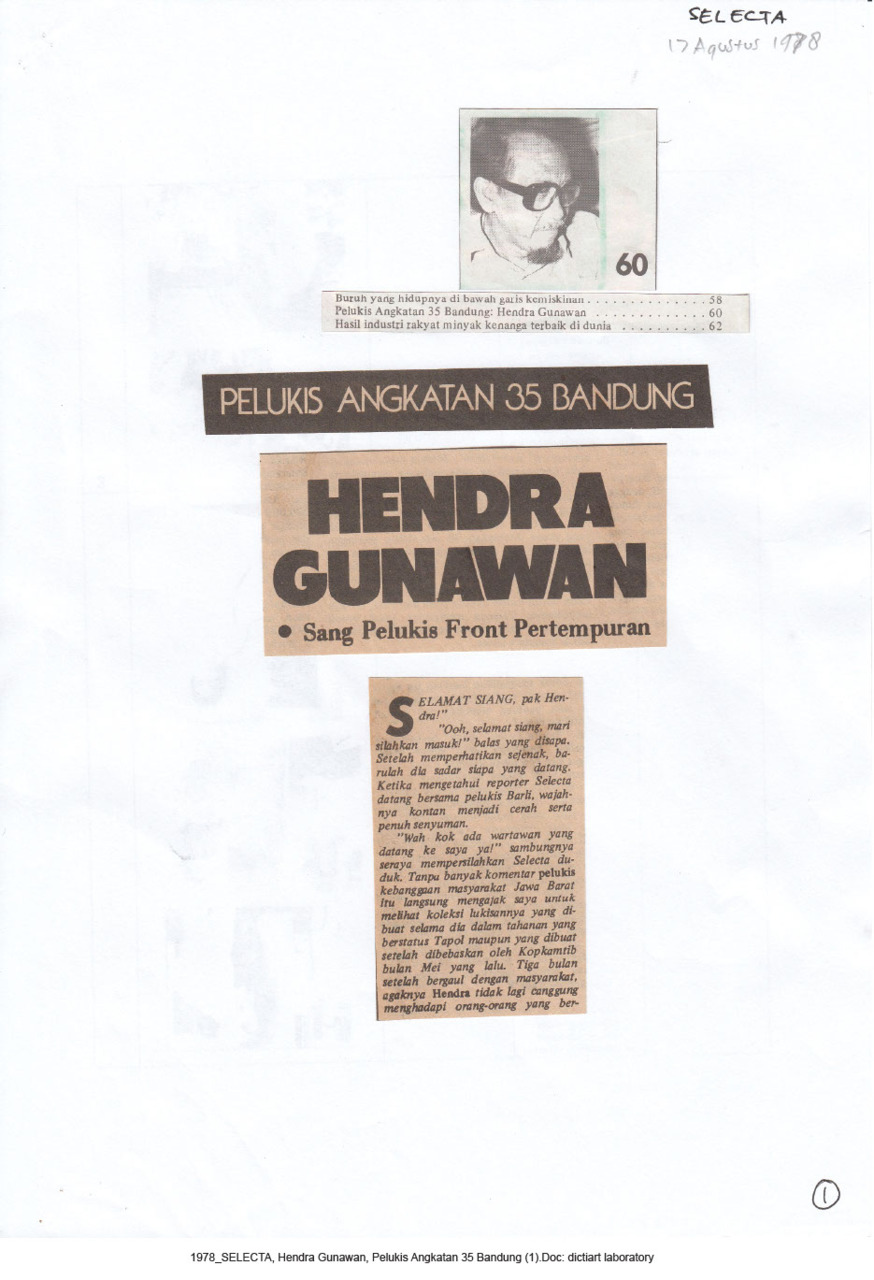 SELECTA
17 Agustus 1978
60
Buruh yang hidupnya di bawah garis kemiskinan . . . . . . . . . . . . . . 58
Pelukis Angkatan 35 Bandung: Hendra Gunawan . . . . . . . . . . . . . 60
Hasil industri rakyat minyak kenanga terbaik di dunia . . . . . . . . . . 62
PELUKIS ANGKATAN 35 BANDUNG
HENDRA
GUNAWAN
• Sang Pelukis Front Pertempuran
SELAMAT SIANG, pak Hen-
dra!"
"Ooh, selamat siang, mari
silahkan masuk!" balas yang disapa.
Setelah memperhatikan sejenak, ba-
rulah dia sadar siapa yang datang.
Ketika mengetahui reporter Selecta
datang bersama pelukis Barli, wajah-
nya kontan menjadi cerah serta
penuh senyuman.
"Wah kok ada wartawan yang
datang ke saya ya!" sambungnya
seraya mempersilahkan Selecta du-
duk. Tanpa banyak komentar pelukis
kebanggaan masyarakat Jawa Barat
itu langsung mengajak saya untuk
melihat koleksi lukisannya yang di-
buat selama dia dalam tahanan yang
berstatus Tapol maupun yang dibuat
setelah dibebaskan oleh Kopkamtib
bulan Mei yang lalu. Tiga bulan
setelah bergaul dengan masyarakat,
agaknya Hendra tidak lagi canggung
menghadapi orang-orang yang ber-
1
1978_SELECTA, Hendra Gunawan, Pelukis Angkatan 35 Bandung (1).Doc: dictiart laboratory